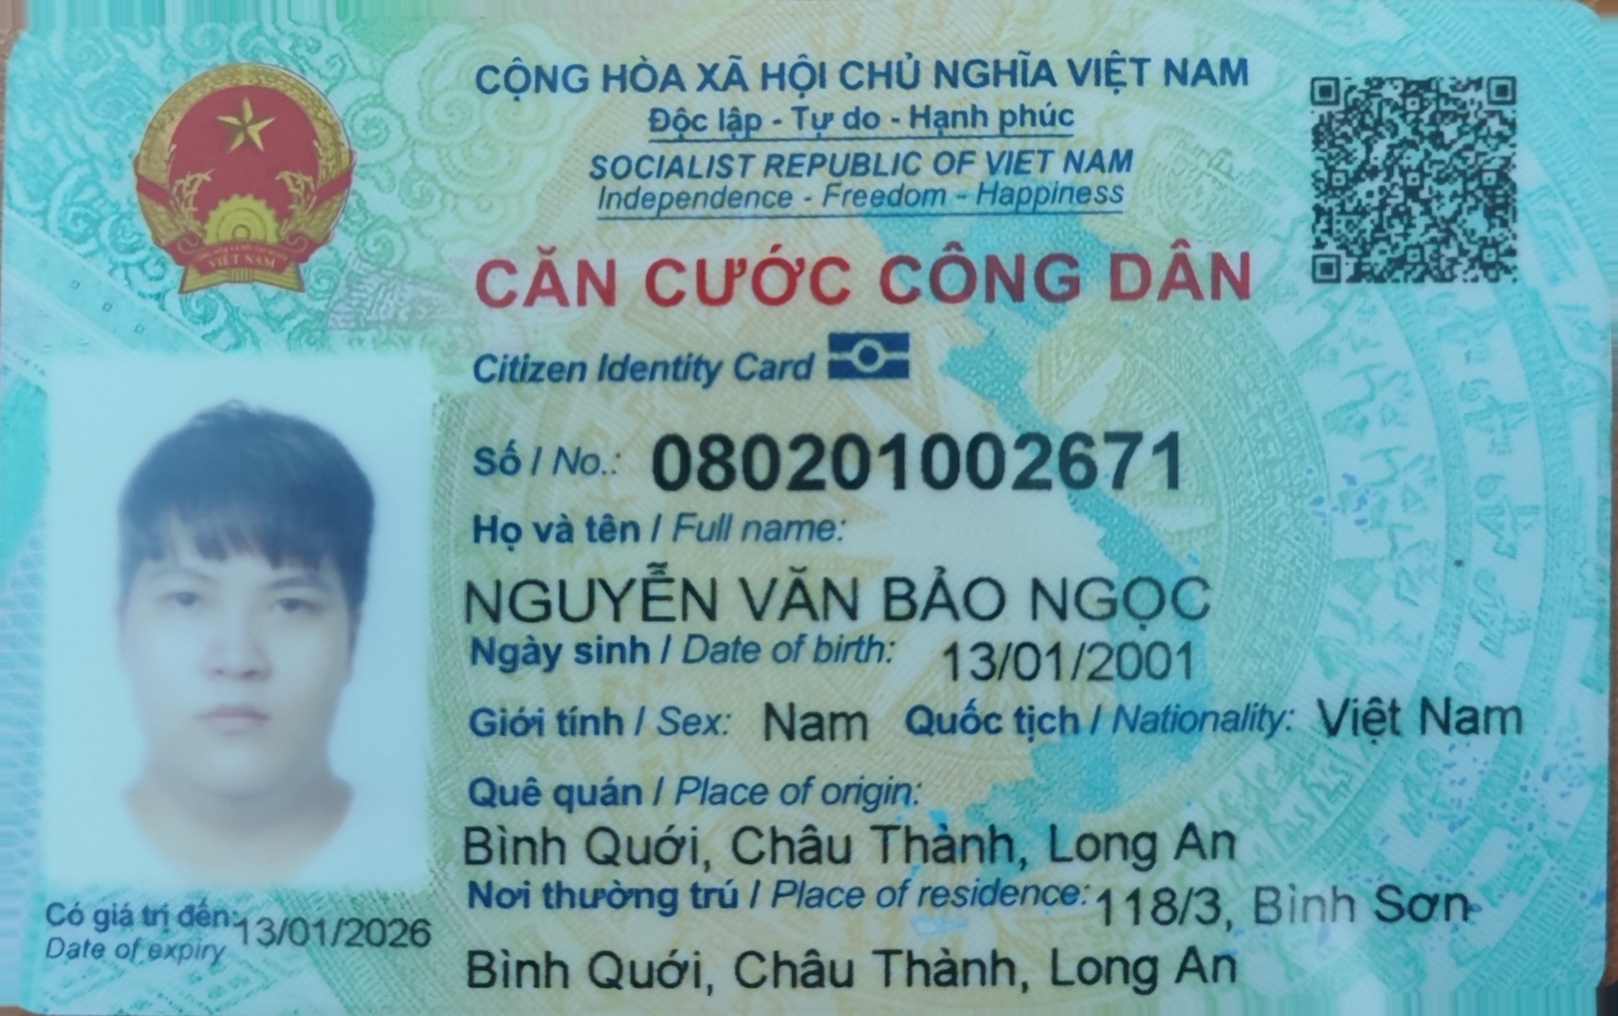 CỘNG HÒA XÃ HỘI CHỦ NGHĨA VIỆT NAM
Độc lập - Tự do - Hạnh phúc
SOCIALIST REPUBLIC OF VIET NAM
Independence - Freedom - Happiness
CĂN CƯỚC CÔNG DÂN
Citizen Identity Card
VIỆT NAM
Số / No.: 080201002671
Họ và tên / Full name:
NGUYỄN VĂN BẢO NGỌC
Ngày sinh / Date of birth: 13/01/2001
Giới tính / Sex: Nam Quốc tịch / Nationality: Việt Nam
Quê quán / Place of origin:
Bình Quới, Châu Thành, Long An
Nơi thường trú / Place of residence: 118/3, Bình Sơn
Bình Quới, Châu Thành, Long An
Có giá trị đến: 13/01/2026
Date of expiry